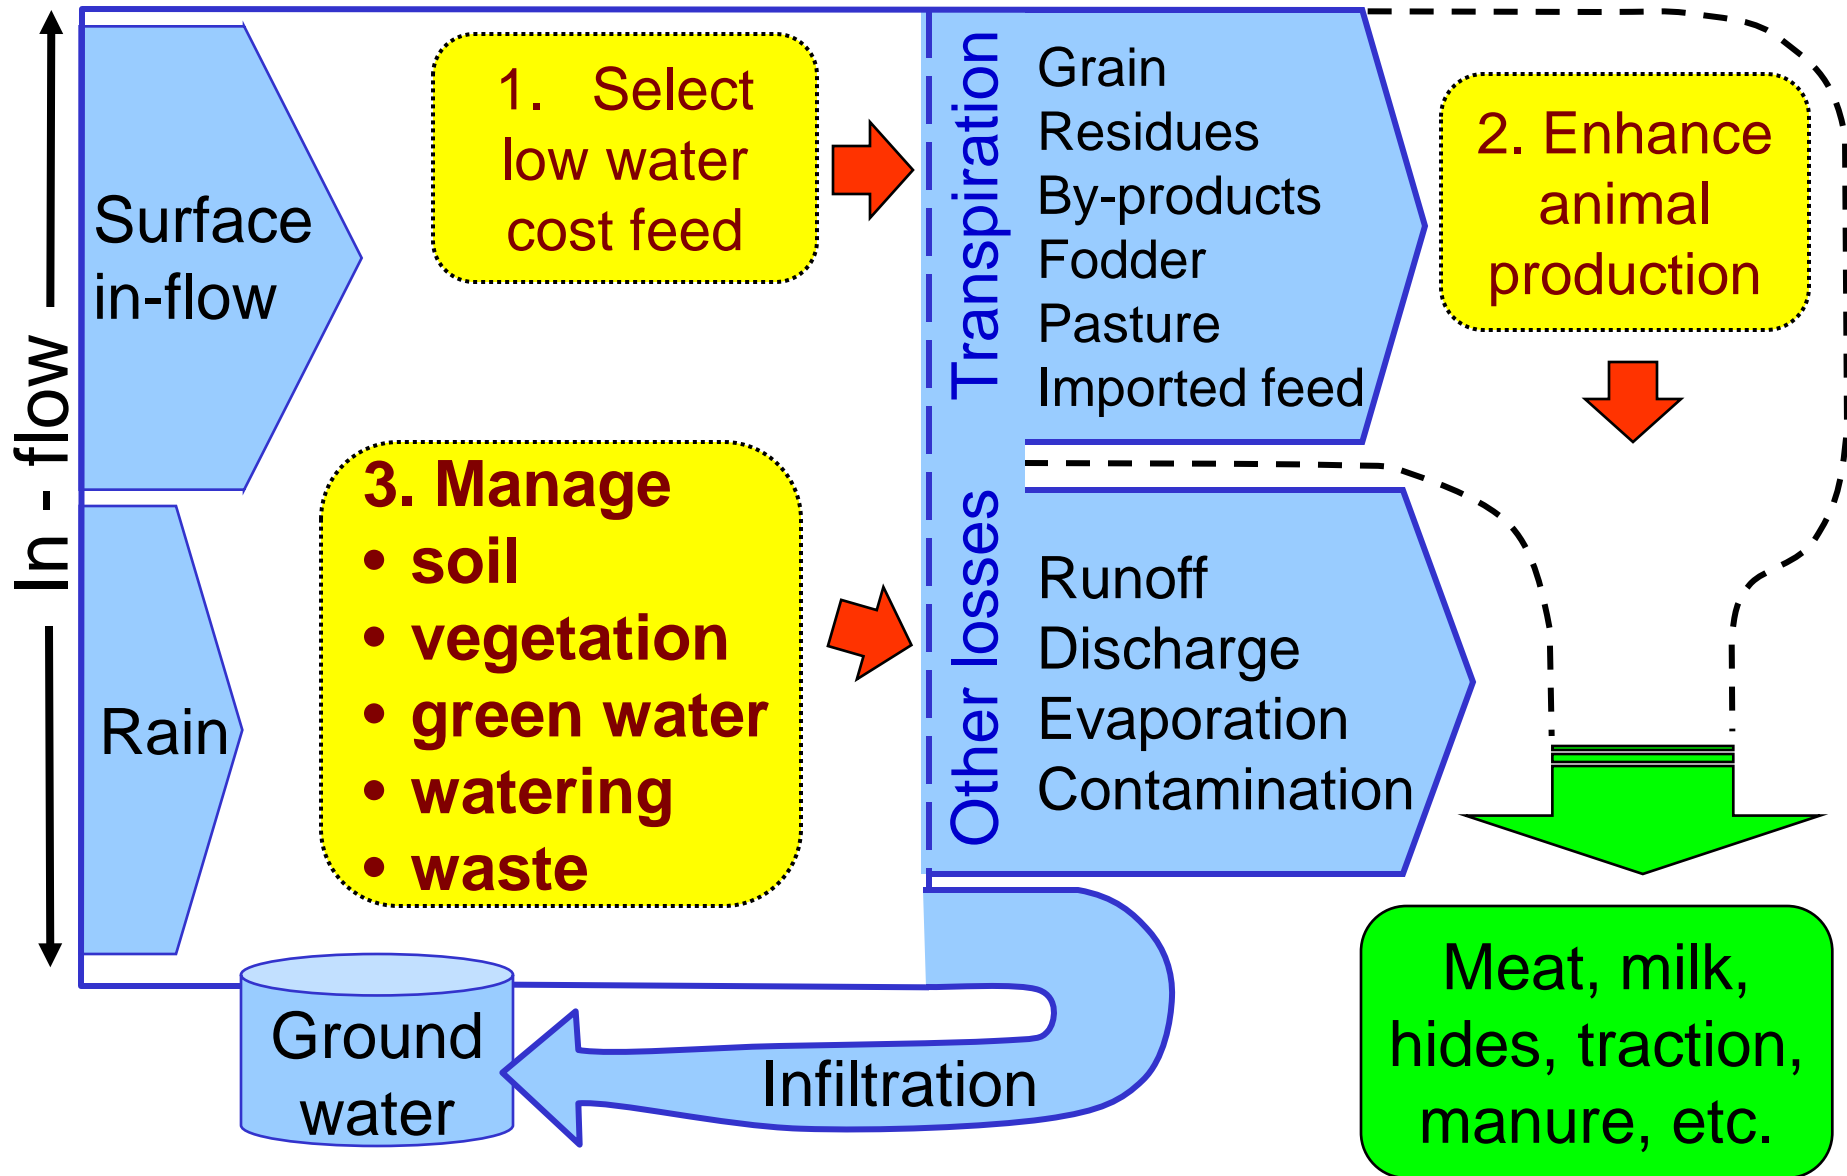 In - flow
Surface
in-flow
Rain
1. Select
low water
cost feed
3. Manage
• soil
• vegetation
• green water
• watering
• waste
Transpiration
Other losses
Grain
Residues
By-products
Fodder
Pasture
Imported feed
Runoff
Discharge
Evaporation
Contamination
2. Enhance
animal
production
Ground
water
Infiltration
Meat, milk,
hides, traction,
manure, etc.